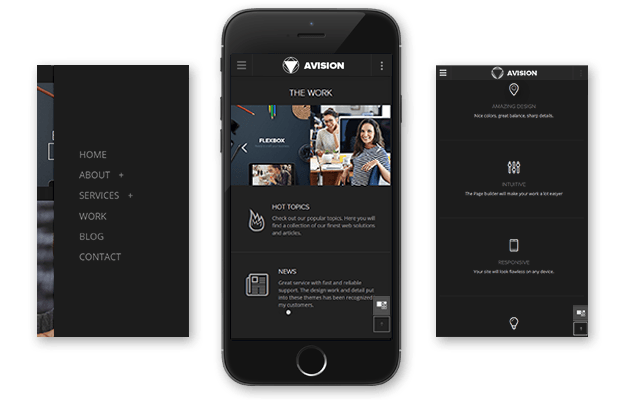 HOME
ABOUT +
SERVICES +
WORK
BLOG
CONTACT
AVISION
THE WORK
FLEXBOX
HOT TOPICS
Check out our popular topics. Here you will
find a collection of our finest web solutions
and articles.
NEWS
Great service with fast and reliable
support. The design work and detail put
into these themes has been recognized
my customers.
AVISION
AMAZING DESIGN
Nice colors, great balance, sharp details.
INTUITIVE
The Page builder will make your work a lot easyer
RESPONSIVE
Your site will look flawless on any device.